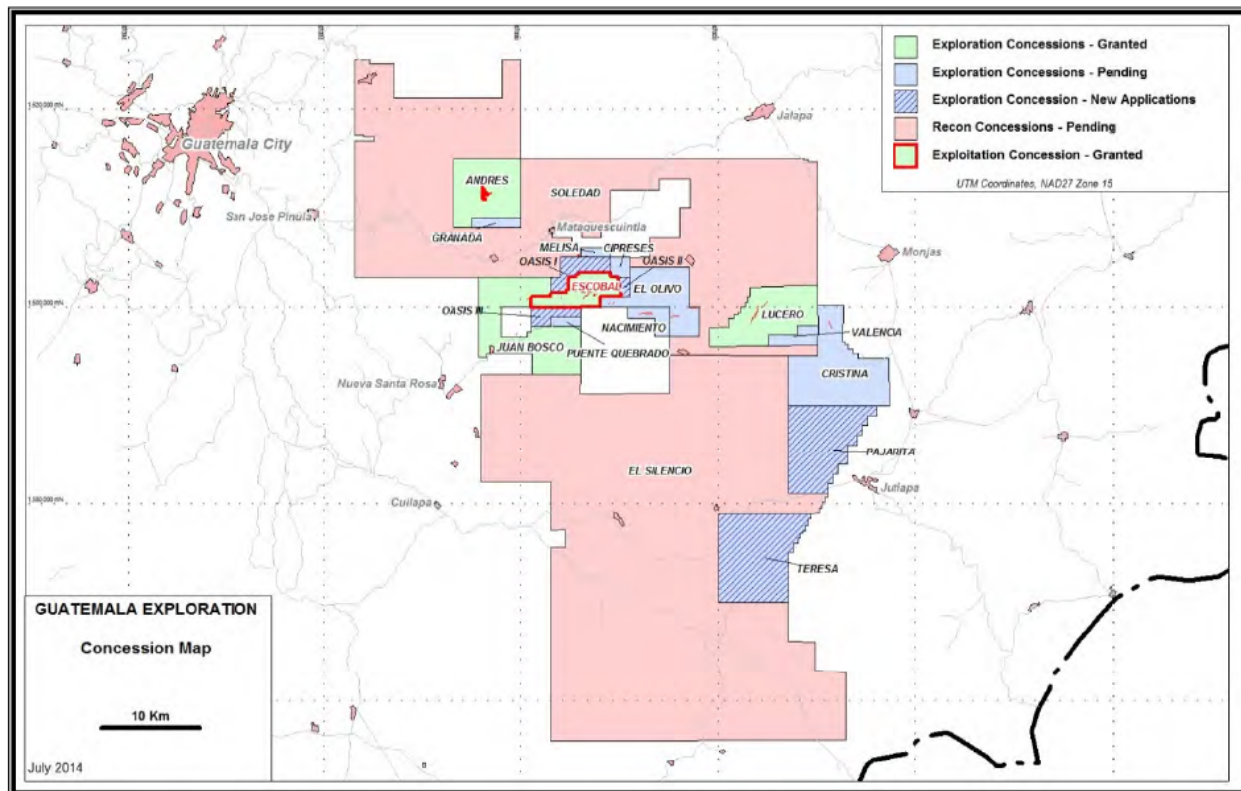 Exploration Concessions - Granted
Exploration Concessions - Pending
Exploration Concession - New Applications
Recon Concessions - Pending
Exploitation Concession - Granted
UTM Coordinates, NAD27 Zone 15
Guatemala City
Jalapa
ANDRES
SOLEDAD
San Jose Pinula
GRANADA
Mataquescuintla
MELISA
CIPRESES
Monjas
OASIS I
OASIS II
ESCOBAL
EL OLIVO
OASIS III
LUCERO
NACIMIENTO
VALENCIA
JUAN BOSCO
PUENTE QUEBRADO
CRISTINA
Nueva Santa Rosa
PAJARITA
EL SILENCIO
Jutiapa
Cuilapa
TERESA
GUATEMALA EXPLORATION
Concession Map
10 Km
July 2014